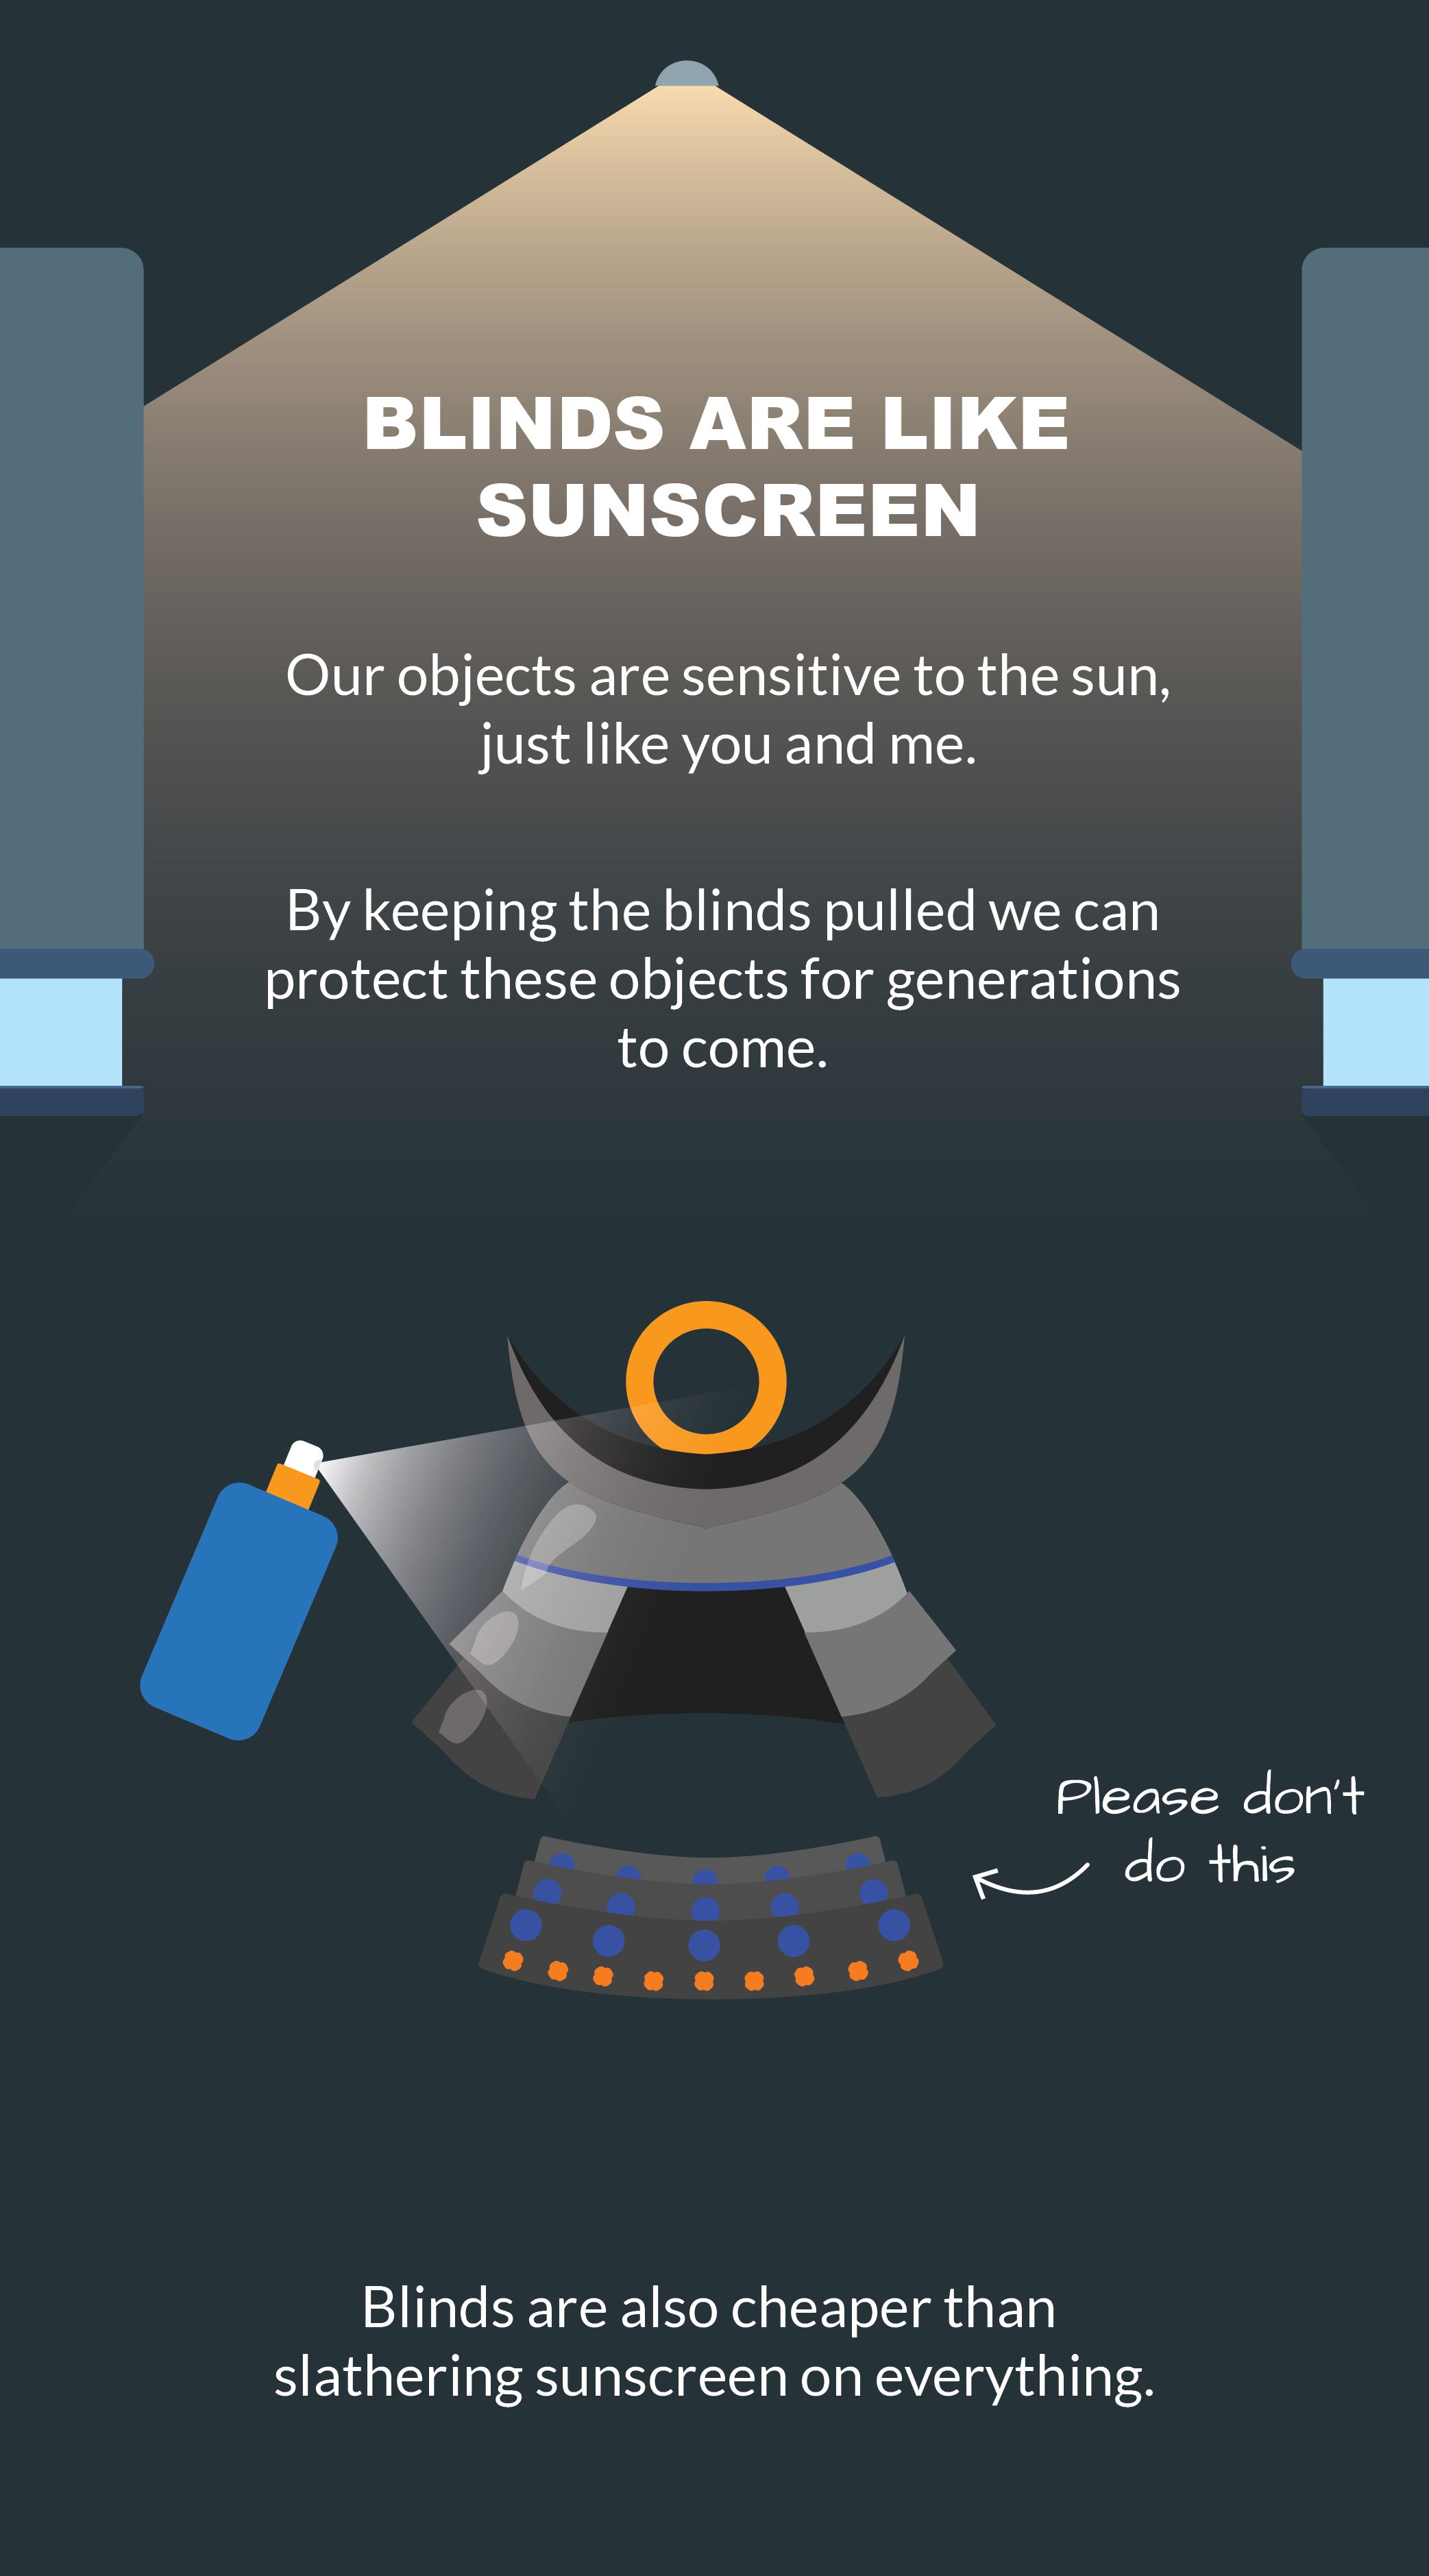 BLINDS ARE LIKE
SUNSCREEN
Our objects are sensitive to the sun,
just like you and me.
By keeping the blinds pulled we can
protect these objects for generations
to come.
Please don't
do this
Blinds are also cheaper than
slathering sunscreen on everything.